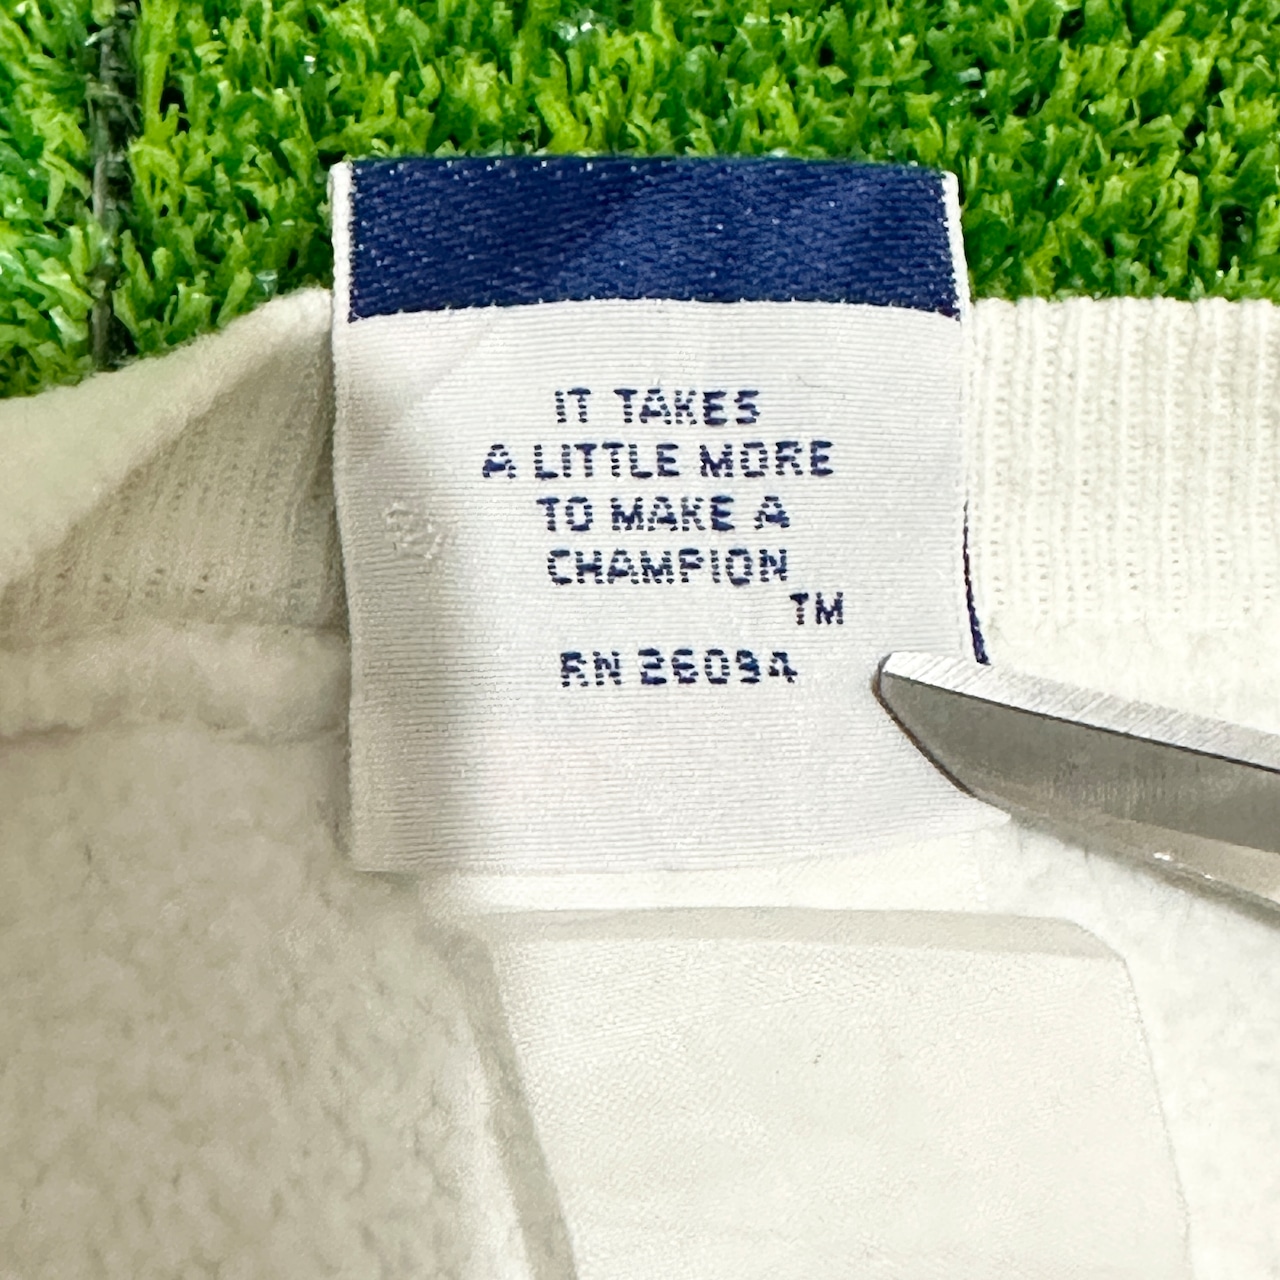 IT TAKES
A LITTLE MORE
TO MAKE A
CHAMPION
TM
RN 26094